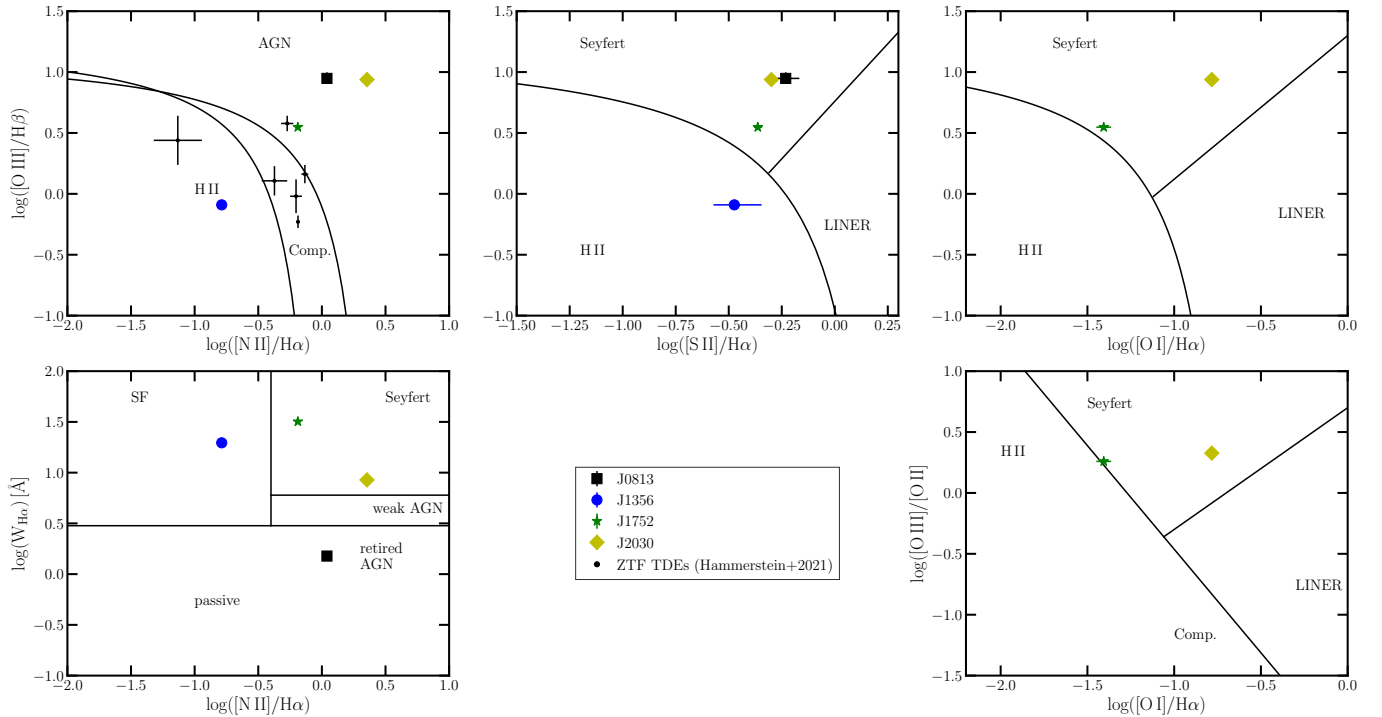 1.5
1.0
0.5
0.0
−0.5
−1.0
log([O III]/Hβ)
AGN
H II
Comp.
−2.0 −1.5 −1.0 −0.5 0.0 0.5 1.0
log([N II]/Hα)
1.5
1.0
0.5
0.0
−0.5
−1.0
Seyfert
H II
LINER
−1.50 −1.25 −1.00 −0.75 −0.50 −0.25 0.00 0.25
log([S II]/Hα)
1.5
1.0
0.5
0.0
−0.5
−1.0
Seyfert
H II
LINER
−2.0 −1.5 −1.0 −0.5 0.0
log([O I]/Hα)
2.0
1.5
1.0
0.5
0.0
−0.5
−1.0
log(W_Hα) [Å]
SF
Seyfert
weak AGN
retired
AGN
passive
−2.0 −1.5 −1.0 −0.5 0.0 0.5 1.0
log([N II]/Hα)
J0813
J1356
J1752
J2030
ZTF TDEs (Hammerstein+2021)
1.0
0.5
0.0
−0.5
−1.0
−1.5
log([O III]/[O II]
Seyfert
H II
LINER
Comp.
−2.0 −1.5 −1.0 −0.5 0.0
log([O I]/Hα)